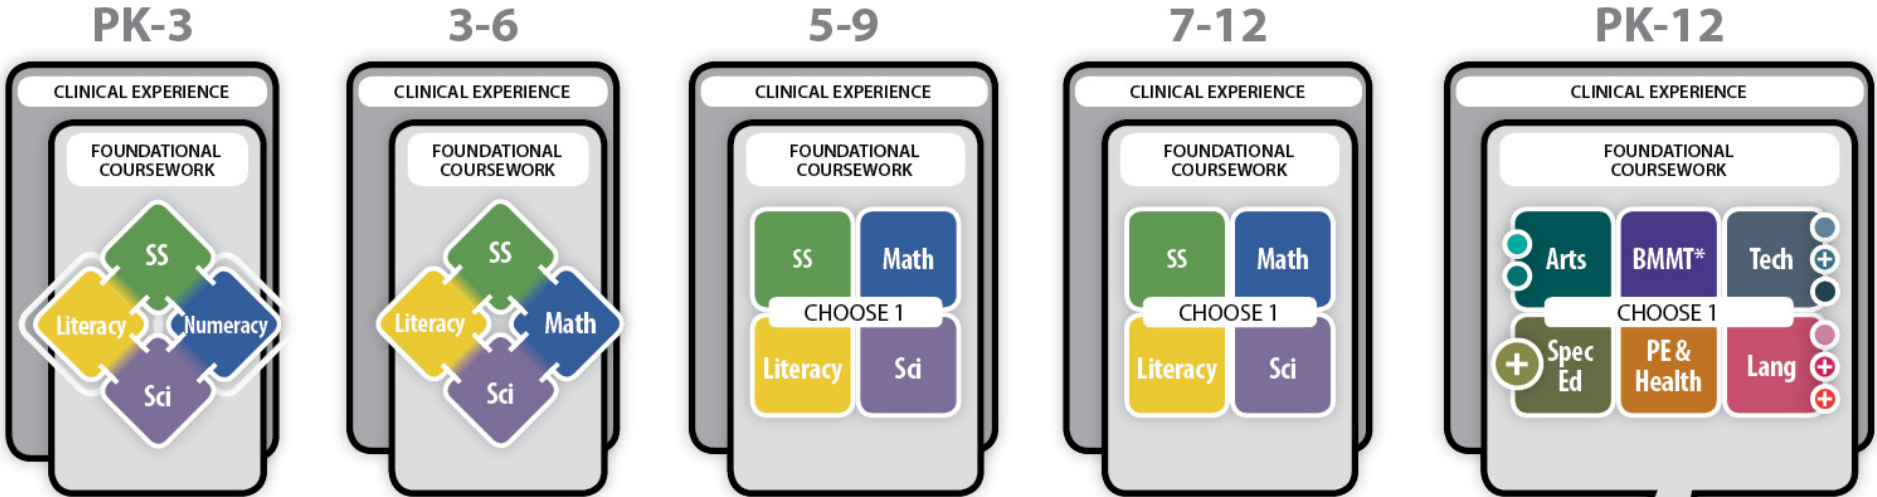 PK-3
CLINICAL EXPERIENCE
FOUNDATIONAL
COURSEWORK
SS
Literacy
Numeracy
Sci
3-6
CLINICAL EXPERIENCE
FOUNDATIONAL
COURSEWORK
SS
Literacy
Math
Sci
5-9
CLINICAL EXPERIENCE
FOUNDATIONAL
COURSEWORK
SS
Math
CHOOSE 1
Literacy
Sci
7-12
CLINICAL EXPERIENCE
FOUNDATIONAL
COURSEWORK
SS
Math
CHOOSE 1
Literacy
Sci
PK-12
CLINICAL EXPERIENCE
FOUNDATIONAL
COURSEWORK
Arts
BMMT*
Tech
+
CHOOSE 1
+
Spec
Ed
PE &
Health
Lang
+
+